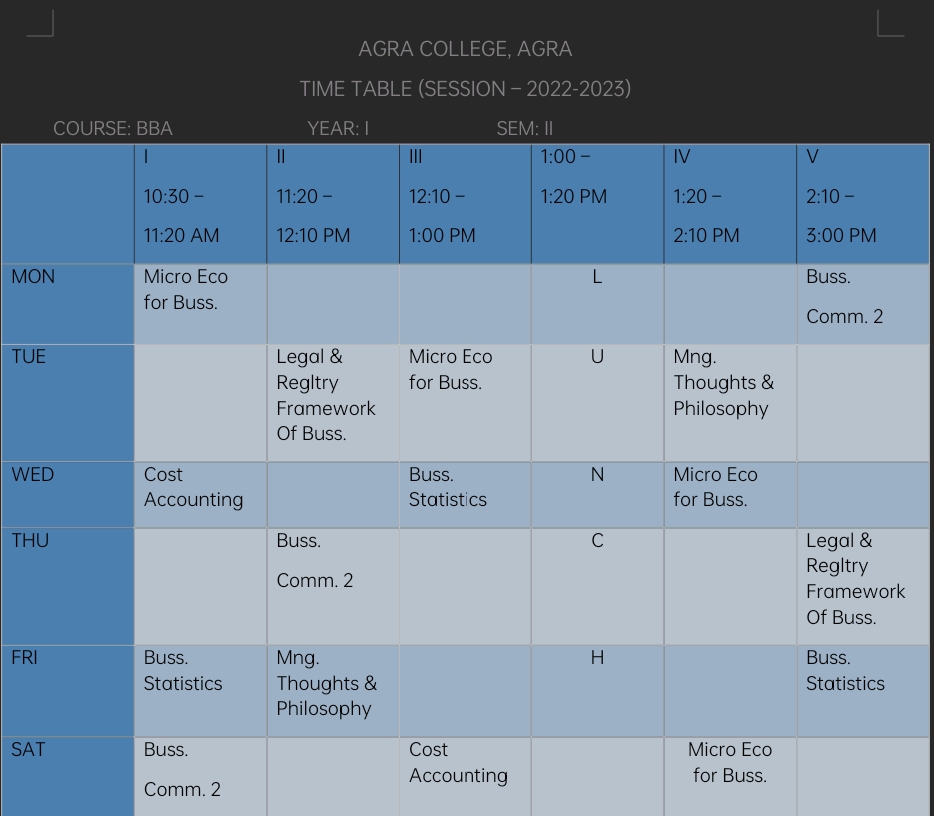 AGRA COLLEGE, AGRA
TIME TABLE (SESSION – 2022-2023)
COURSE: BBA YEAR: I SEM: II
I II III 1:00 – IV V
10:30 – 11:20 – 12:10 – 1:20 PM 1:20 – 2:10 –
11:20 AM 12:10 PM 1:00 PM 2:10 PM 3:00 PM
MON Micro Eco L Buss.
for Buss. Comm. 2
TUE Legal & Micro Eco U Mng.
Regltry for Buss. Thoughts &
Framework Philosophy
Of Buss.
WED Cost Buss. N Micro Eco
Accounting Statistics for Buss.
THU Buss. C Legal &
Comm. 2 Regltry
Framework
Of Buss.
FRI Buss. Mng. H Buss.
Statistics Thoughts & Statistics
Philosophy
SAT Buss. Cost Micro Eco
Comm. 2 Accounting for Buss.